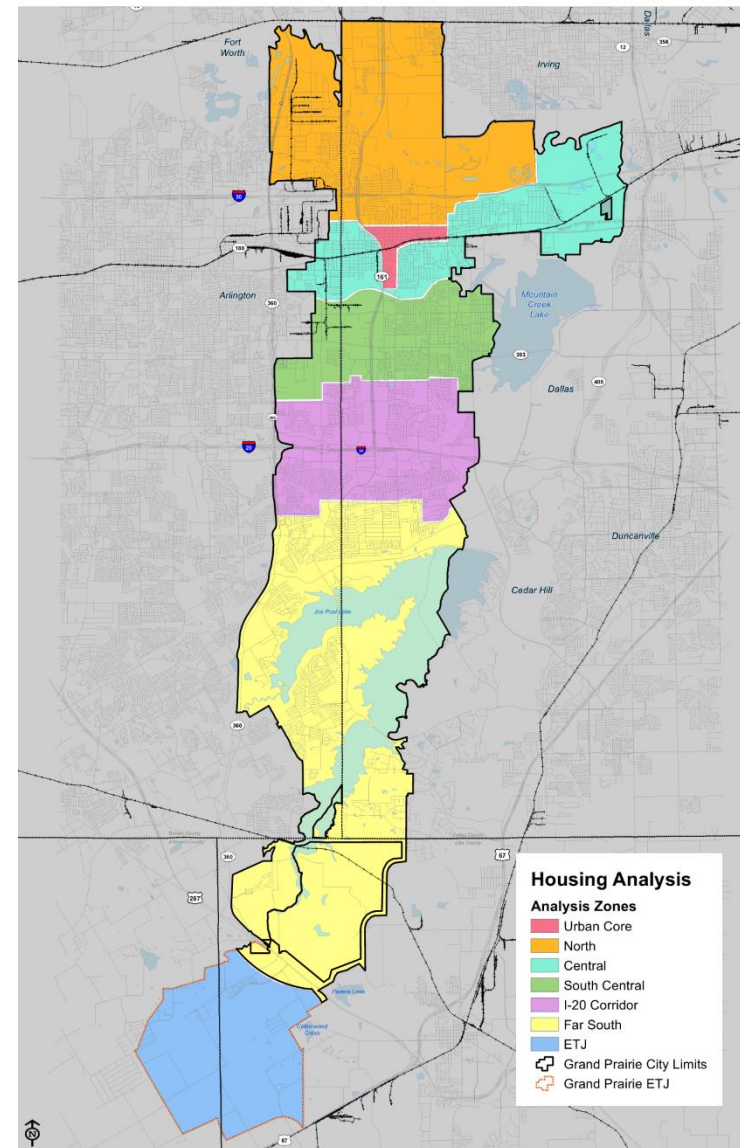 Fort
Worth
Dallas
12
356
Irving
30
180
161
Arlington
360
Mountain
Creek
Lake
303
Dallas
408
20
Duncanville
Cedar Hill
Joe Pool Lake
360
360
287
67
Housing Analysis
Analysis Zones
Urban Core
North
Central
South Central
I-20 Corridor
Far South
ETJ
Grand Prairie City Limits
Grand Prairie ETJ
N
67